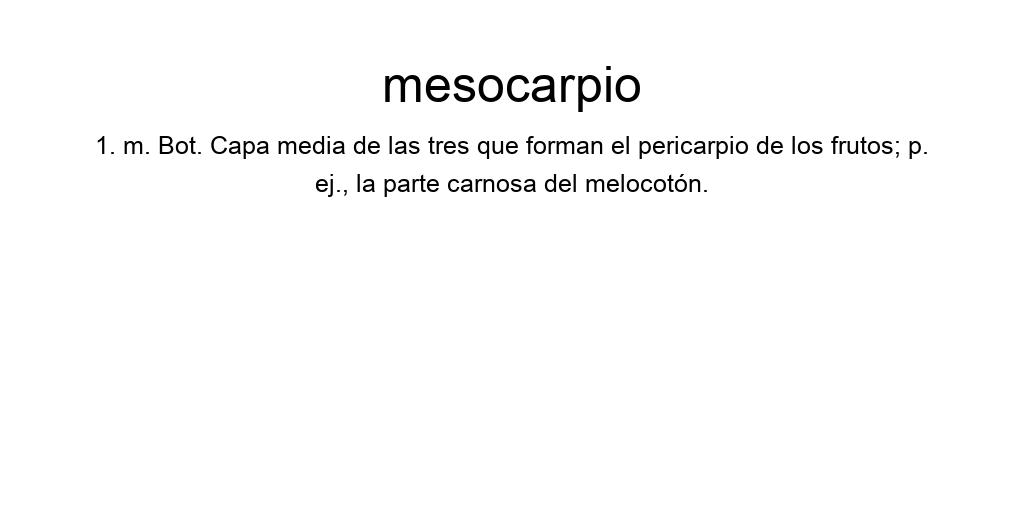 mesocarpio
1. m. Bot. Capa media de las tres que forman el pericarpio de los frutos; p.
ej., la parte carnosa del melocotón.